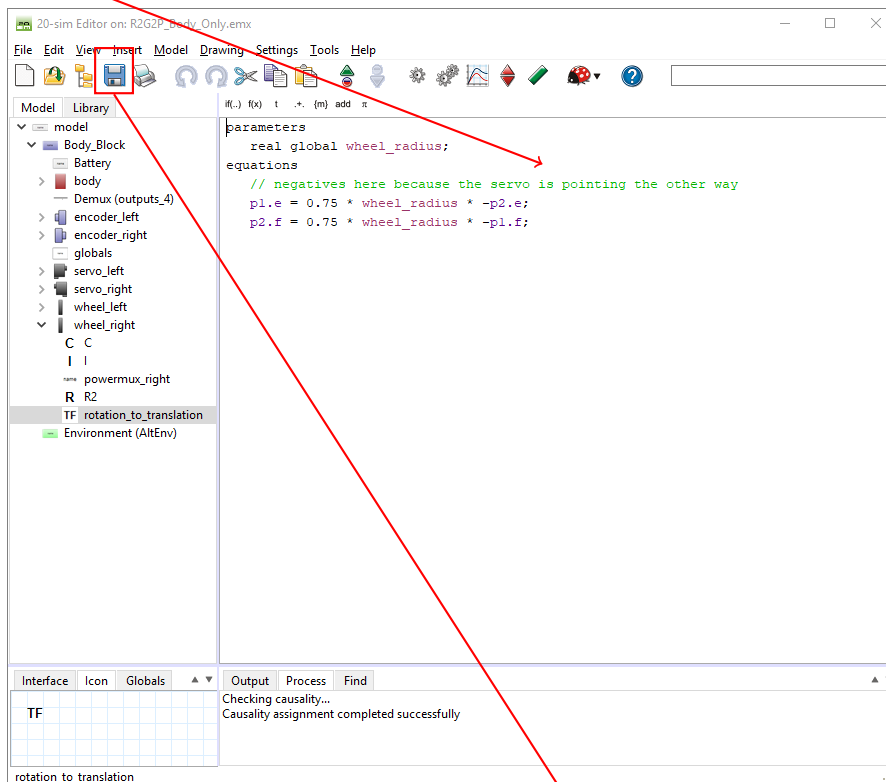 20-sim Editor on: R2G2P_Body_Only.emx
File Edit View Insert Model Drawing Settings Tools Help
Model Library
if(..) f(x) t .+. {m} add π
model
Body_Block
Battery
body
Demux (outputs_4)
encoder_left
encoder_right
globals
servo_left
servo_right
wheel_left
wheel_right
C C
I I
name powermux_right
R R2
TF rotation_to_translation
Environment (AltEnv)
parameters
real global wheel_radius;
equations
// negatives here because the servo is pointing the other way
p1.e = 0.75 * wheel_radius * -p2.e;
p2.f = 0.75 * wheel_radius * -p1.f;
Interface Icon Globals
TF
rotation_to_translation
Output Process Find
Checking causality...
Causality assignment completed successfully